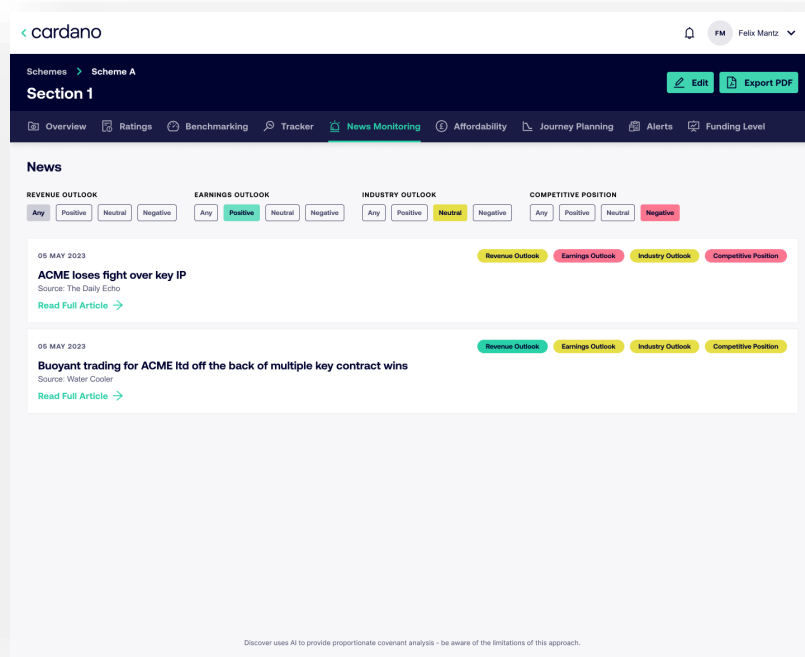 cardano
FM Felix Mantz
Schemes > Scheme A
Section 1
Edit Export PDF
Overview Ratings Benchmarking Tracker News Monitoring Affordability Journey Planning Alerts Funding Level
News
REVENUE OUTLOOK EARNINGS OUTLOOK INDUSTRY OUTLOOK COMPETITIVE POSITION
Any Positive Neutral Negative Any Positive Neutral Negative Any Positive Neutral Negative Any Positive Neutral Negative
05 MAY 2023 Revenue Outlook Earnings Outlook Industry Outlook Competitive Position
ACME loses fight over key IP
Source: The Daily Echo
Read Full Article →
05 MAY 2023 Revenue Outlook Earnings Outlook Industry Outlook Competitive Position
Buoyant trading for ACME ltd off the back of multiple key contract wins
Source: Water Cooler
Read Full Article →
Discover uses AI to provide proportionate covenant analysis - be aware of the limitations of this approach.